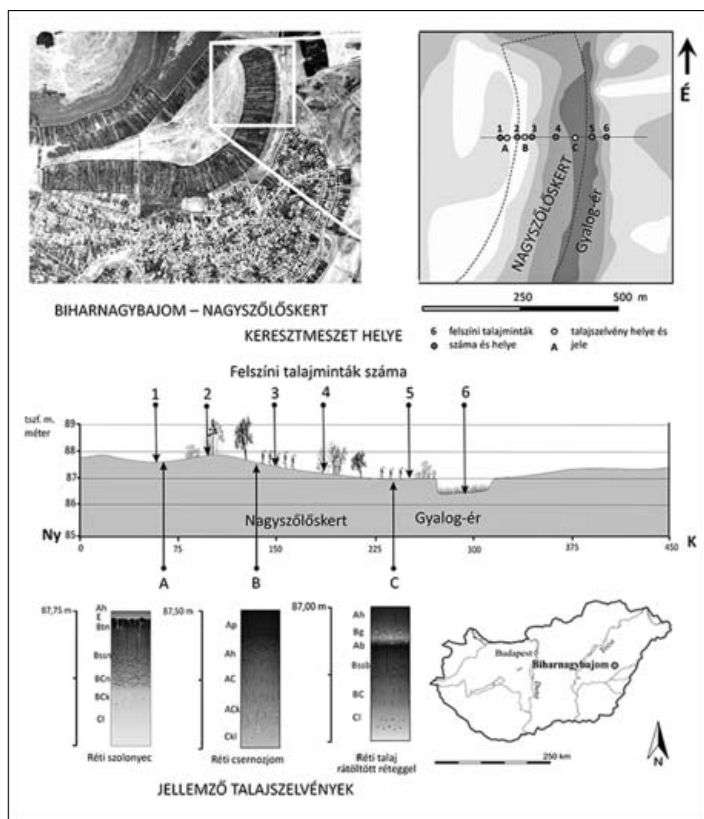 É
1 2 3 4 5 6
A B C
NAGYSZŐLŐSKERT
Gyalog-ér
250 500 m
BIHARNAGYBAJOM – NAGYSZŐLŐSKERT
KERESZTMESZET HELYE
6 felszíni talajminták
száma és helye
talajszelvény helye és
A jele
Felszíni talajminták száma
1 2 3 4 5 6
tszf. m.
méter
89
88
87
86
85
Nagyszőlőskert Gyalog-ér
Ny K
0 75 150 225 300 375 450
A B C
87,75 m
Ah
E
Btn
Bssn
BCn
BCk
Cl
Réti szolonyec
87,50 m
Ap
Ah
AC
ACk
Ckl
Réti csernozjom
87,00 m
Ah
Bg
Ab
Bssb
BC
Cl
Réti talaj
rátöltött réteggel
Budapest
Biharnagybajom
250 km
N
JELLEMZŐ TALAJSZELVÉNYEK